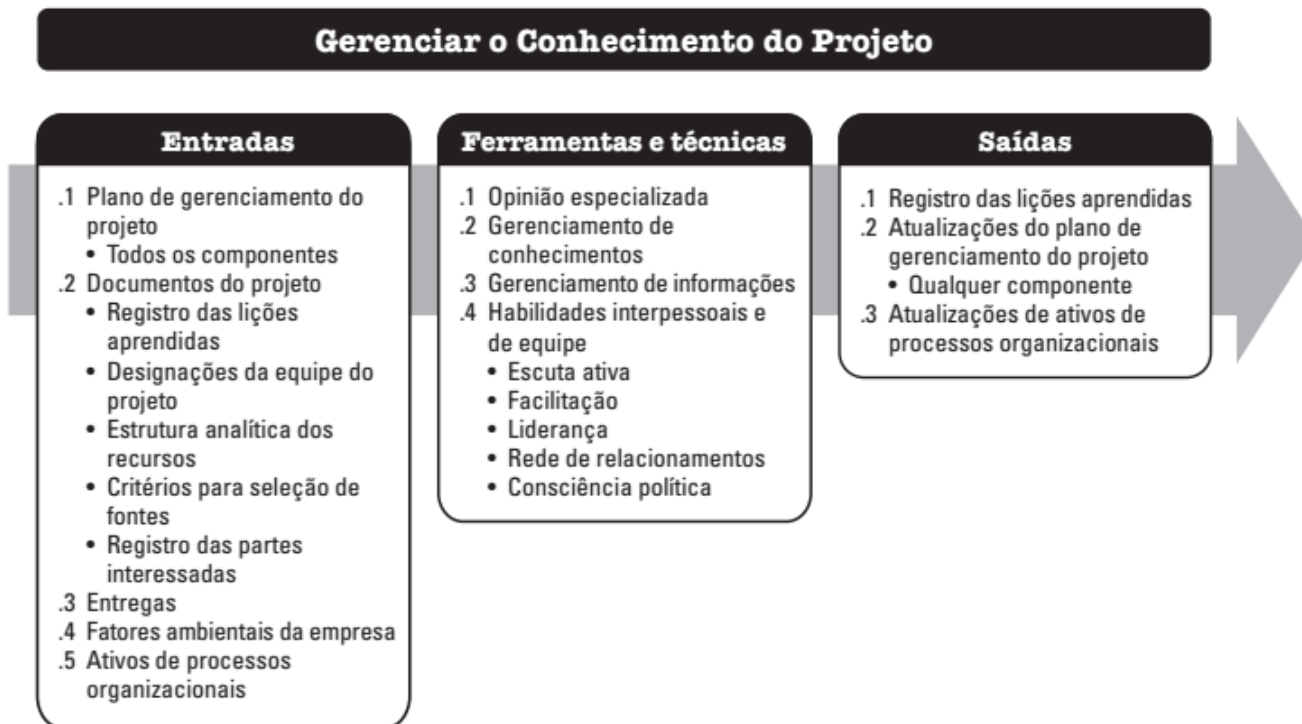 Gerenciar o Conhecimento do Projeto
Entradas
.1 Plano de gerenciamento do
projeto
• Todos os componentes
.2 Documentos do projeto
• Registro das lições
aprendidas
• Designações da equipe do
projeto
• Estrutura analítica dos
recursos
• Critérios para seleção de
fontes
• Registro das partes
interessadas
.3 Entregas
.4 Fatores ambientais da empresa
.5 Ativos de processos
organizacionais
Ferramentas e técnicas
.1 Opinião especializada
.2 Gerenciamento de
conhecimentos
.3 Gerenciamento de informações
.4 Habilidades interpessoais e
de equipe
• Escuta ativa
• Facilitação
• Liderança
• Rede de relacionamentos
• Consciência política
Saídas
.1 Registro das lições aprendidas
.2 Atualizações do plano de
gerenciamento do projeto
• Qualquer componente
.3 Atualizações de ativos de
processos organizacionais